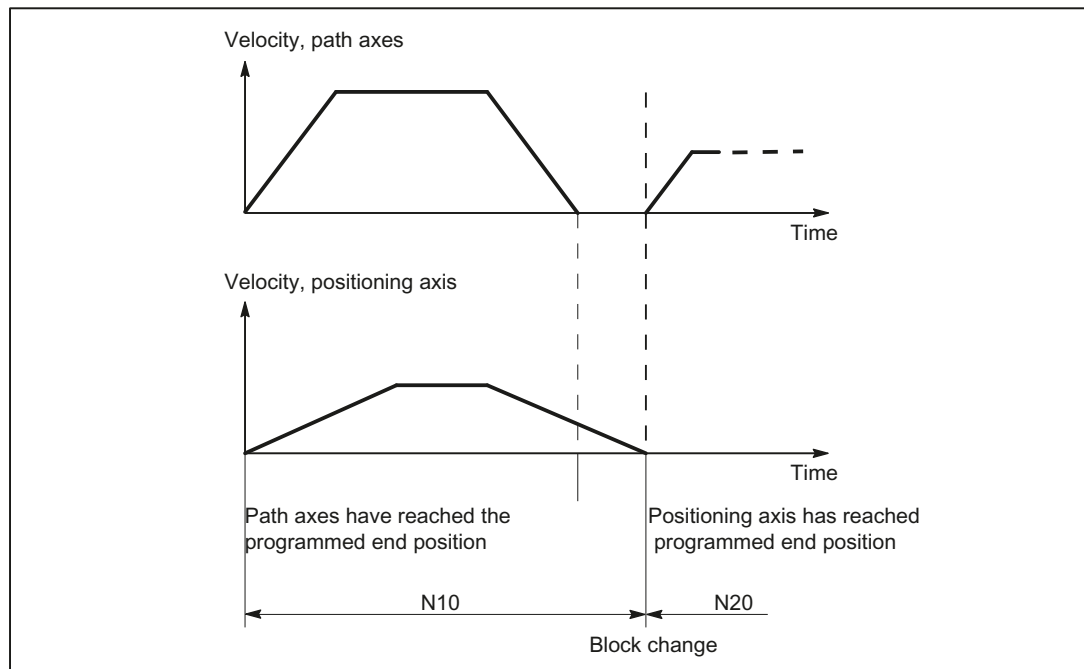 Velocity, path axes
Time
Velocity, positioning axis
Time
Path axes have reached the
programmed end position
Positioning axis has reached
programmed end position
N10
N20
Block change